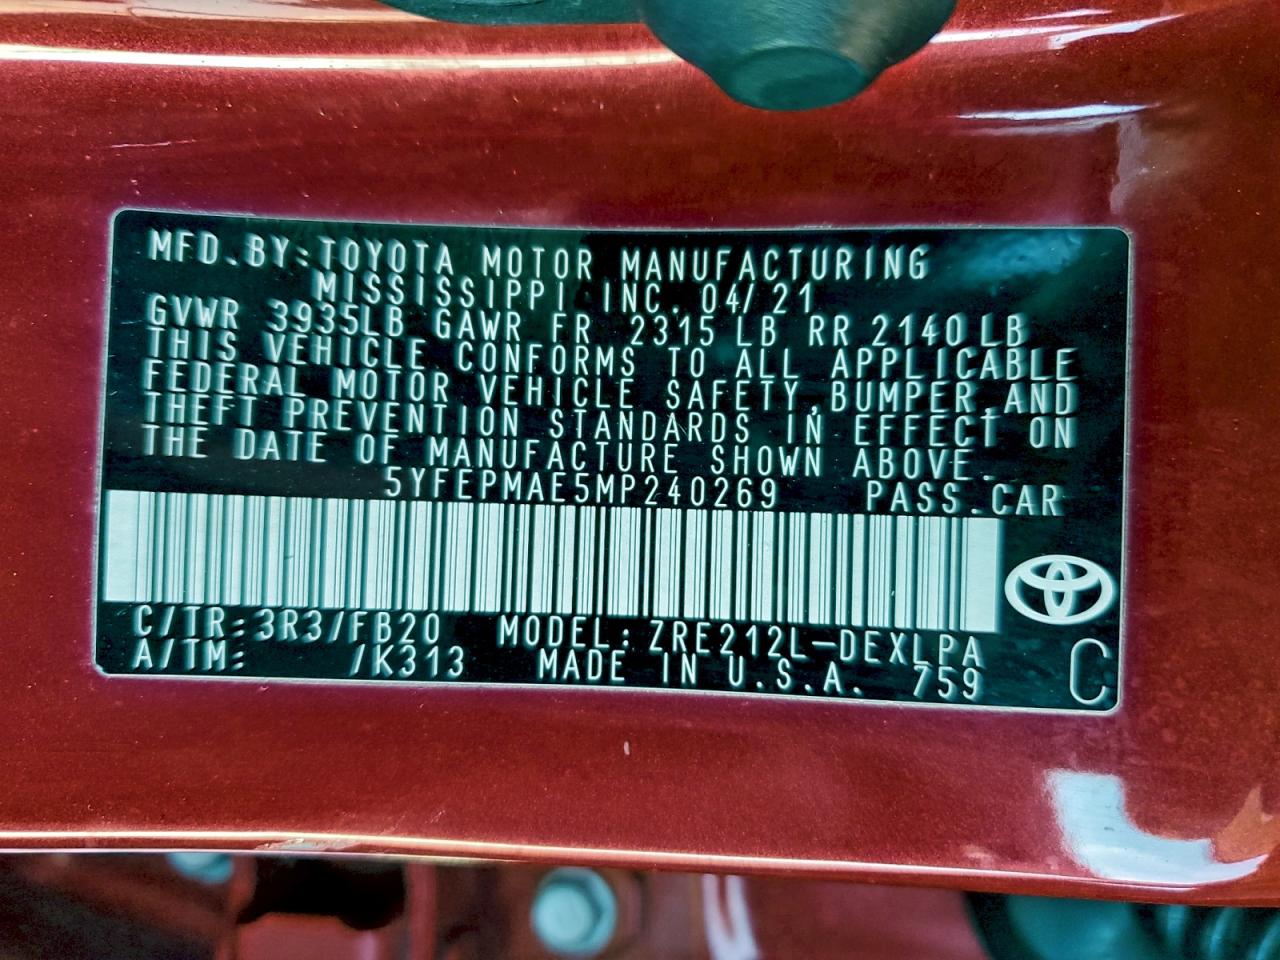 MFD.BY:TOYOTA MOTOR MANUFACTURING
MISSISSIPPI INC. 04/21
GVWR 3935LB GAWR FR 2315 LB RR 2140 LB
THIS VEHICLE CONFORMS TO ALL APPLICABLE
FEDERAL MOTOR VEHICLE SAFETY,BUMPER,AND
THEFT PREVENTION STANDARDS IN EFFECT ON
THE DATE OF MANUFACTURE SHOWN ABOVE.
5YFEPMAE5MP240269 PASS.CAR
C/TR:3R3/FB20 MODEL:ZRE212L-DEXLPA
A/TM: /K313 MADE IN U.S.A. 759
C